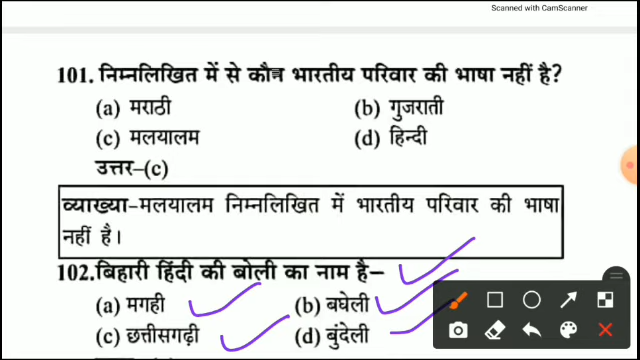 Scanned with CamScanner
101. निम्नलिखित में से कौन भारतीय परिवार की भाषा नहीं है?
(a) मराठी (b) गुजराती
(c) मलयालम (d) हिन्दी
उत्तर–(c)
व्याख्या–मलयालम निम्नलिखित में भारतीय परिवार की भाषा
नहीं है।
102. बिहारी हिंदी की बोली का नाम है–
(a) मगही (b) बघेली
(c) छत्तीसगढ़ी (d) बुंदेली